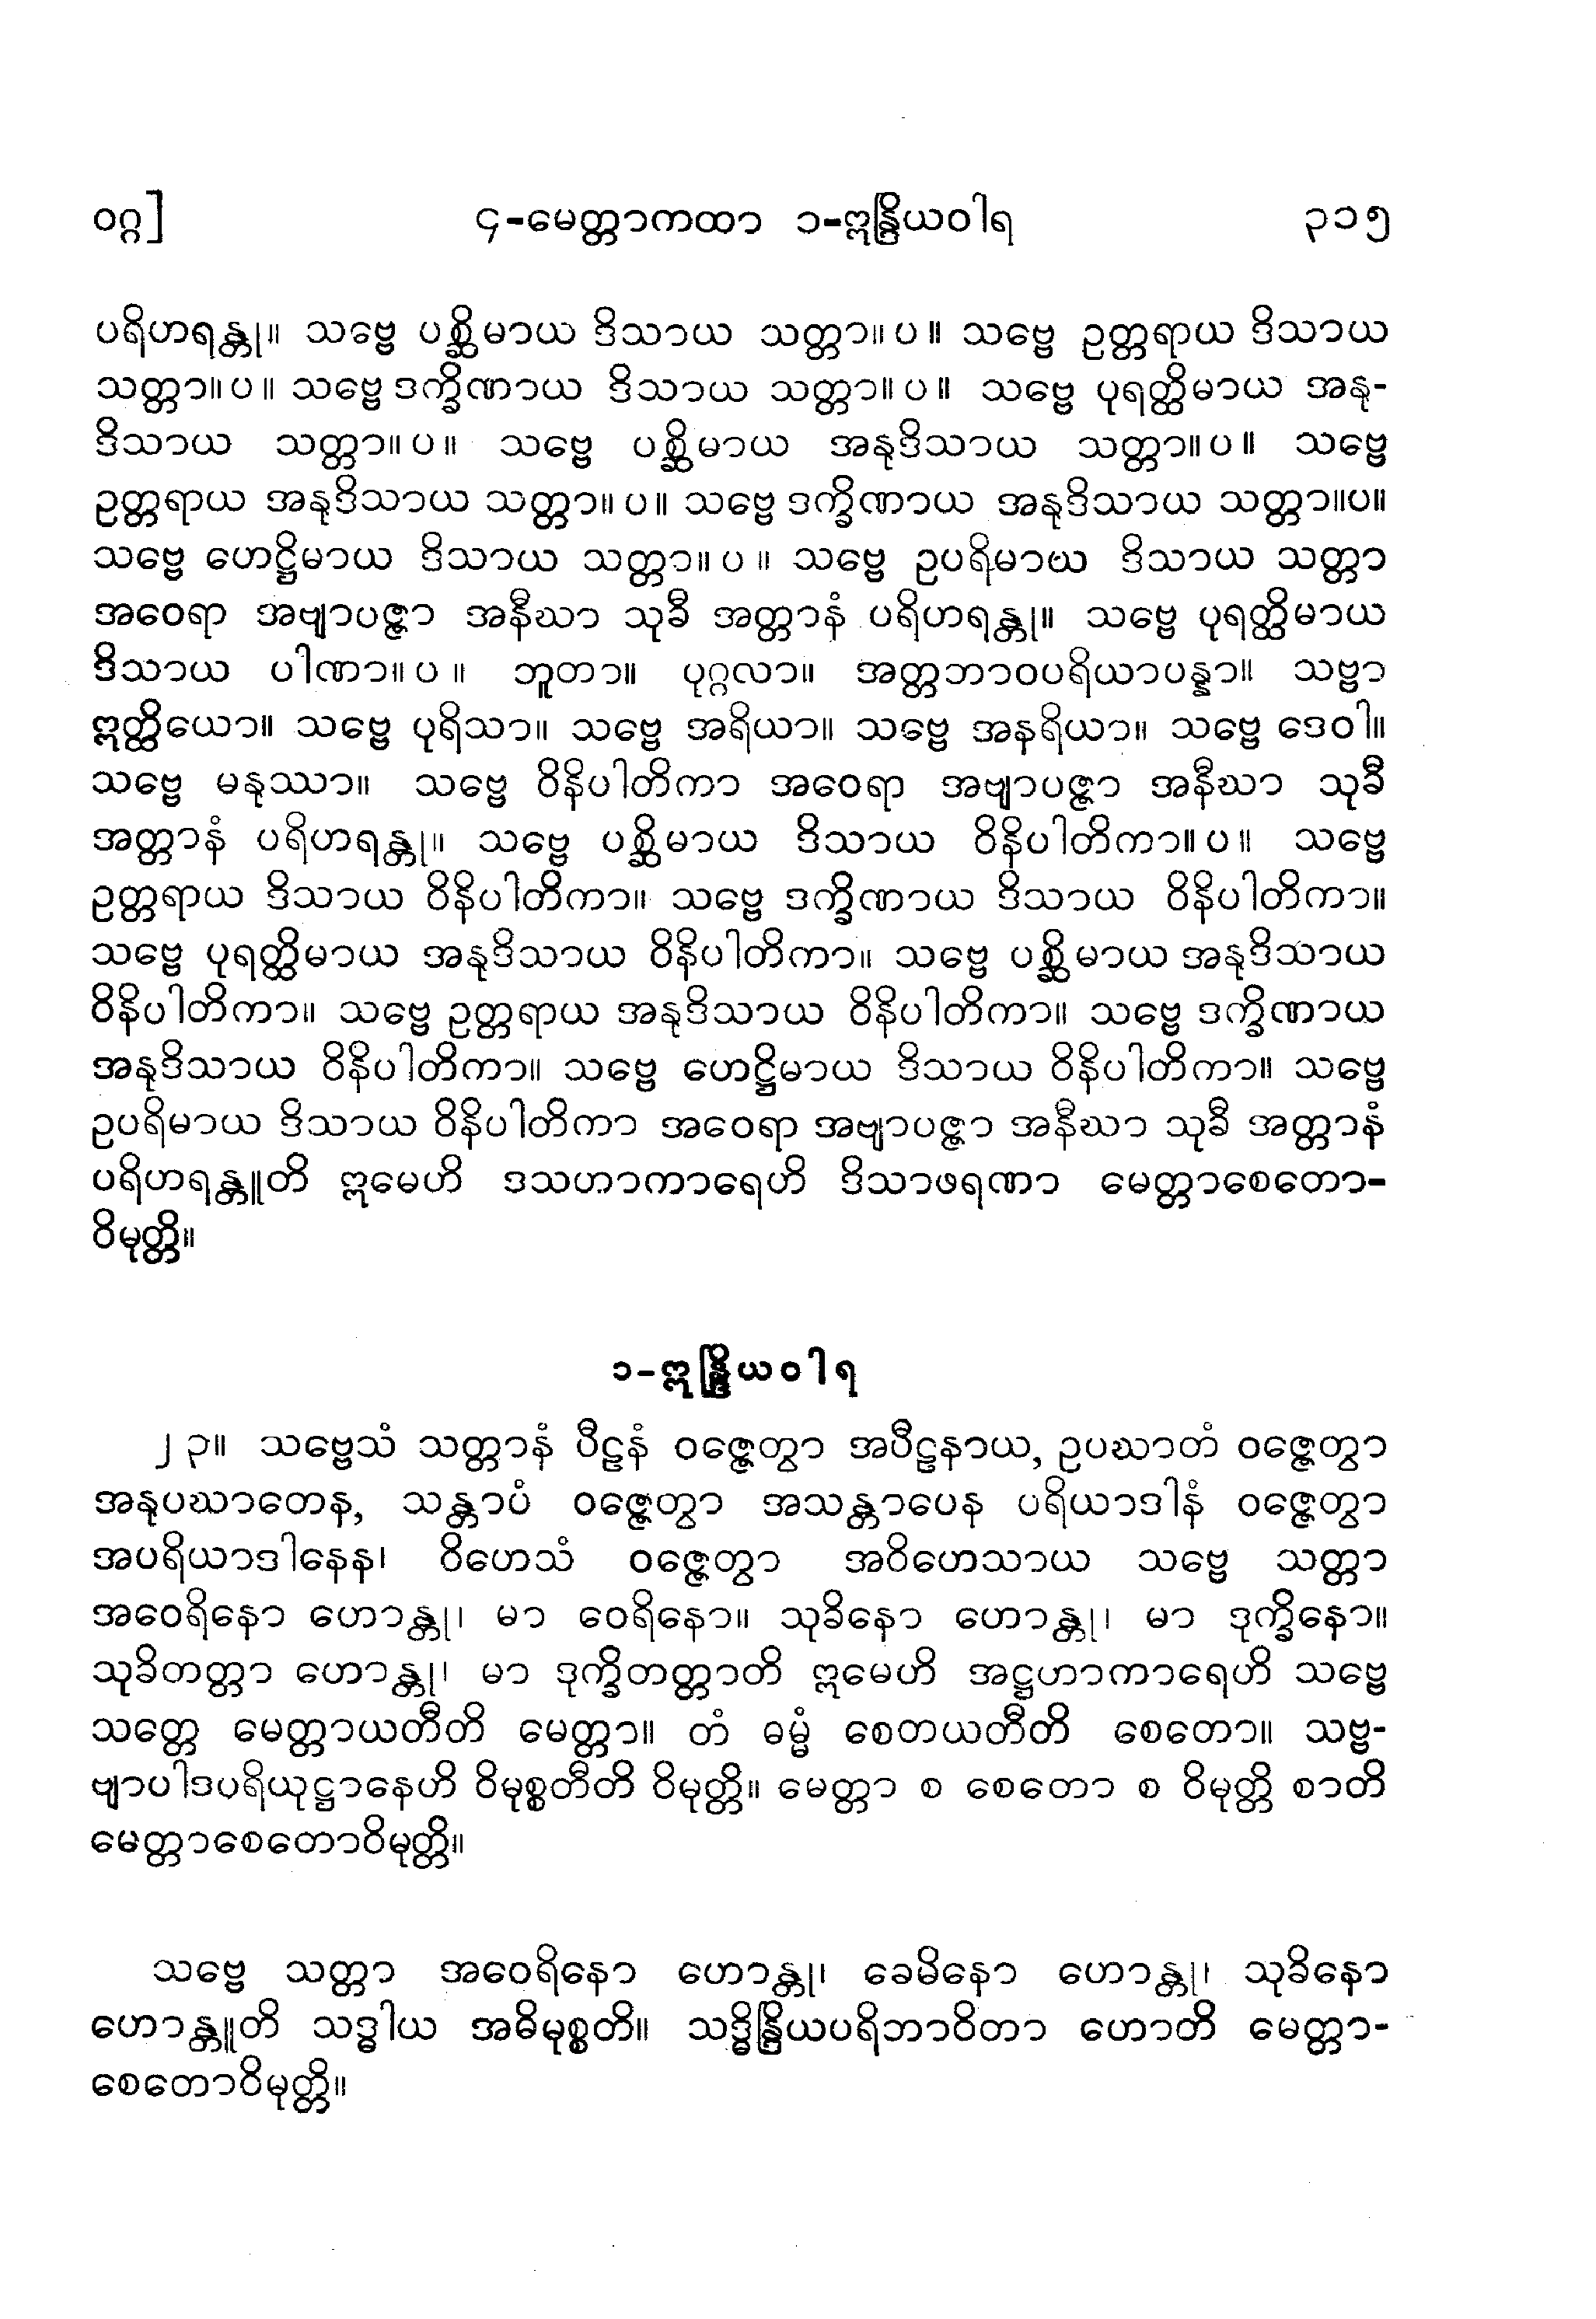 ဝဂ္ဂ] ၄-မေတ္တာကထာ ၁-ဣန္ဒြိယဝါရ ၃၁၅
ပရိဟရန္တု။ သဗ္ဗေ ပစ္ဆိမာယ ဒိသာယ သတ္တာ။ ပ ။ သဗ္ဗေ ဥတ္တရာယ ဒိသာယ
သတ္တာ။ ပ ။ သဗ္ဗေ ဒက္ခိဏာယ ဒိသာယ သတ္တာ။ ပ ။ သဗ္ဗေ ပုရတ္ထိမာယ အနု-
ဒိသာယ သတ္တာ။ ပ ။ သဗ္ဗေ ပစ္ဆိမာယ အနုဒိသာယ သတ္တာ။ ပ ။ သဗ္ဗေ
ဥတ္တရာယ အနုဒိသာယ သတ္တာ။ ပ ။ သဗ္ဗေ ဒက္ခိဏာယ အနုဒိသာယ သတ္တာ။ပ။
သဗ္ဗေ ဟေဋ္ဌိမာယ ဒိသာယ သတ္တာ။ ပ ။ သဗ္ဗေ ဥပရိမာယ ဒိသာယ သတ္တာ
အဝေရာ အဗျာပဇ္ဇာ အနီဃာ သုခီ အတ္တာနံ ပရိဟရန္တု။ သဗ္ဗေ ပုရတ္ထိမာယ
ဒိသာယ ပါဏာ။ ပ ။ ဘူတာ။ ပုဂ္ဂလာ။ အတ္တဘာဝပရိယာပန္နာ။ သဗ္ဗာ
ဣတ္ထိယော။ သဗ္ဗေ ပုရိသာ။ သဗ္ဗေ အရိယာ။ သဗ္ဗေ အနရိယာ။ သဗ္ဗေ ဒေဝါ။
သဗ္ဗေ မနုဿာ။ သဗ္ဗေ ဝိနိပါတိကာ အဝေရာ အဗျာပဇ္ဇာ အနီဃာ သုခီ
အတ္တာနံ ပရိဟရန္တု။ သဗ္ဗေ ပစ္ဆိမာယ ဒိသာယ ဝိနိပါတိကာ။ ပ ။ သဗ္ဗေ
ဥတ္တရာယ ဒိသာယ ဝိနိပါတိကာ။ သဗ္ဗေ ဒက္ခိဏာယ ဒိသာယ ဝိနိပါတိကာ။
သဗ္ဗေ ပုရတ္ထိမာယ အနုဒိသာယ ဝိနိပါတိကာ။ သဗ္ဗေ ပစ္ဆိမာယ အနုဒိသာယ
ဝိနိပါတိကာ။ သဗ္ဗေ ဥတ္တရာယ အနုဒိသာယ ဝိနိပါတိကာ။ သဗ္ဗေ ဒက္ခိဏာယ
အနုဒိသာယ ဝိနိပါတိကာ။ သဗ္ဗေ ဟေဋ္ဌိမာယ ဒိသာယ ဝိနိပါတိကာ။ သဗ္ဗေ
ဥပရိမာယ ဒိသာယ ဝိနိပါတိကာ အဝေရာ အဗျာပဇ္ဇာ အနီဃာ သုခီ အတ္တာနံ
ပရိဟရန္တူတိ ဣမေဟိ ဒသဟာကာရေဟိ ဒိသာဖရဏာ မေတ္တာစေတော-
ဝိမုတ္တိ။
၁-ဣန္ဒြိယဝါရ
၂၃။ သဗ္ဗေသံ သတ္တာနံ ပီဠနံ ဝဇ္ဇေတွာ အပီဠနာယ, ဥပဃာတံ ဝဇ္ဇေတွာ
အနုပဃာတေန, သန္တာပံ ဝဇ္ဇေတွာ အသန္တာပေန ပရိယာဒါနံ ဝဇ္ဇေတွာ
အပရိယာဒါနေန၊ ဝိဟေသံ ဝဇ္ဇေတွာ အဝိဟေသာယ သဗ္ဗေ သတ္တာ
အဝေရိနော ဟောန္တု၊ မာ ဝေရိနော။ သုခိနော ဟောန္တု၊ မာ ဒုက္ခိနော။
သုခိတတ္တာ ဟောန္တု၊ မာ ဒုက္ခိတတ္တာတိ ဣမေဟိ အဋ္ဌဟာကာရေဟိ သဗ္ဗေ
သတ္တေ မေတ္တာယတီတိ မေတ္တာ။ တံ ဓမ္မံ စေတယတီတိ စေတော။ သဗ္ဗ-
ဗျာပါဒပရိယုဋ္ဌာနေဟိ ဝိမုစ္စတီတိ ဝိမုတ္တိ။ မေတ္တာ စ စေတော စ ဝိမုတ္တိ စာတိ
မေတ္တာစေတောဝိမုတ္တိ။
သဗ္ဗေ သတ္တာ အဝေရိနော ဟောန္တု၊ ခေမိနော ဟောန္တု၊ သုခိနော
ဟောန္တူတိ သဒ္ဓါယ အဓိမုစ္စတိ။ သဒ္ဓိန္ဒြိယပရိဘာဝိတာ ဟောတိ မေတ္တာ-
စေတောဝိမုတ္တိ။